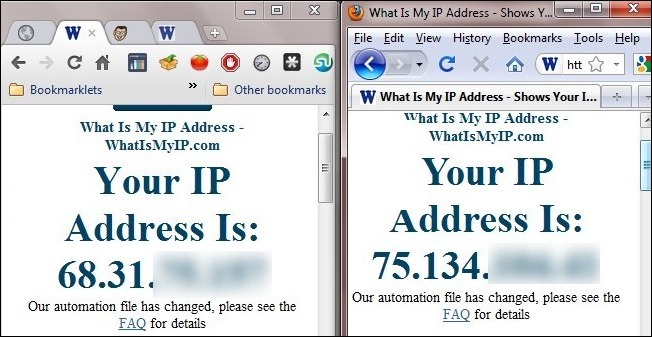 W
W
Bookmarklets
»
Other bookmarks
What Is My IP Address -
WhatIsMyIP.com
Your IP
Address Is:
68.31.
Our automation file has changed, please see the
FAQ for details
What Is My IP Address - Shows Y...
File Edit View History Bookmarks Tools Help
W htt
W What Is My IP Address - Shows Your I...
What Is My IP Address -
WhatIsMyIP.com
Your IP
Address Is:
75.134.
Our automation file has changed, please see the
FAQ for details